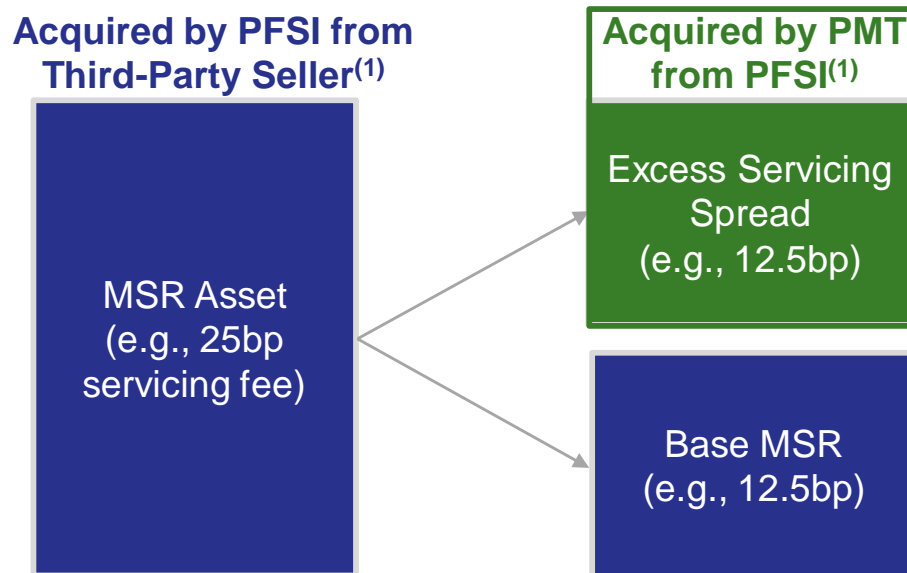 Acquired by PFSI from
Third-Party Seller(1)
MSR Asset
(e.g., 25bp
servicing fee)
Acquired by PMT
from PFSI(1)
Excess Servicing
Spread
(e.g., 12.5bp)
Base MSR
(e.g., 12.5bp)